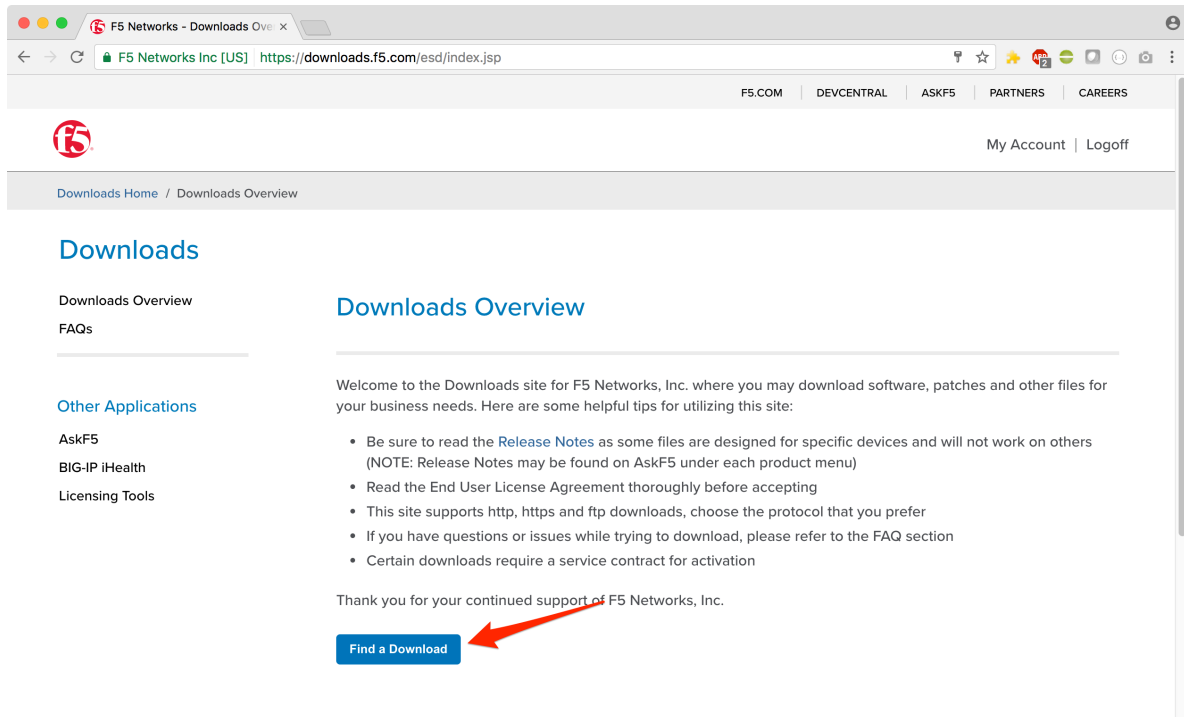 F5 Networks - Downloads Ove
F5 Networks Inc [US] https://downloads.f5.com/esd/index.jsp
ABP
2
F5.COM DEVCENTRAL ASKF5 PARTNERS CAREERS
f5
My Account | Logoff
Downloads Home / Downloads Overview
Downloads
Downloads Overview
FAQs
Other Applications
AskF5
BIG-IP iHealth
Licensing Tools
Downloads Overview
Welcome to the Downloads site for F5 Networks, Inc. where you may download software, patches and other files for
your business needs. Here are some helpful tips for utilizing this site:
• Be sure to read the Release Notes as some files are designed for specific devices and will not work on others
(NOTE: Release Notes may be found on AskF5 under each product menu)
• Read the End User License Agreement thoroughly before accepting
• This site supports http, https and ftp downloads, choose the protocol that you prefer
• If you have questions or issues while trying to download, please refer to the FAQ section
• Certain downloads require a service contract for activation
Thank you for your continued support of F5 Networks, Inc.
Find a Download